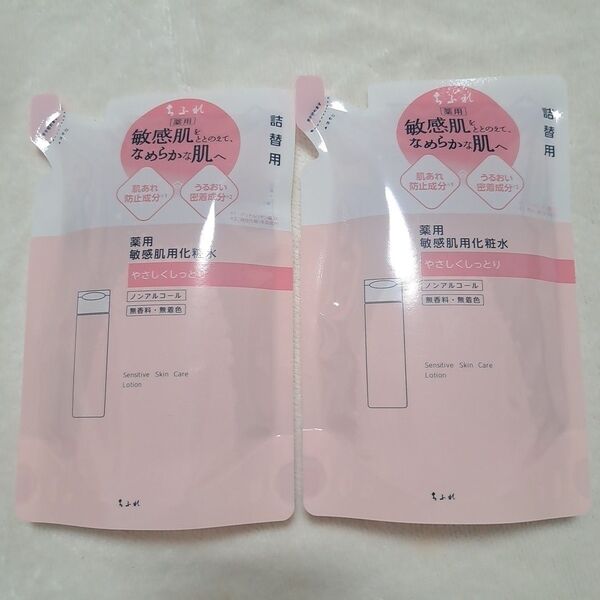 ちふれ
薬用
敏感肌を
ととのえて、
なめらかな肌へ
詰替用
肌あれ
防止成分
うるおい
密着成分
薬用
敏感肌用化粧水
やさしくしっとり
ノンアルコール
無香料・無着色
Sensitive Skin Care
Lotion
ちふれ
ちふれ
薬用
敏感肌を
ととのえて、
なめらかな肌へ
詰替用
肌あれ
防止成分
うるおい
密着成分
薬用
敏感肌用化粧水
やさしくしっとり
ノンアルコール
無香料・無着色
Sensitive Skin Care
Lotion
ちふれ